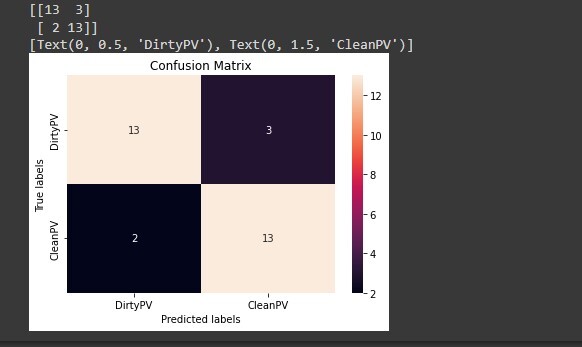 [[13 3]
[ 2 13]]
[Text(0, 0.5, 'DirtyPV'), Text(0, 1.5, 'CleanPV')]
Confusion Matrix
12
DirtyPV
13
3
10
8
True labels
6
CleanPV
2
13
4
2
DirtyPV
CleanPV
Predicted labels